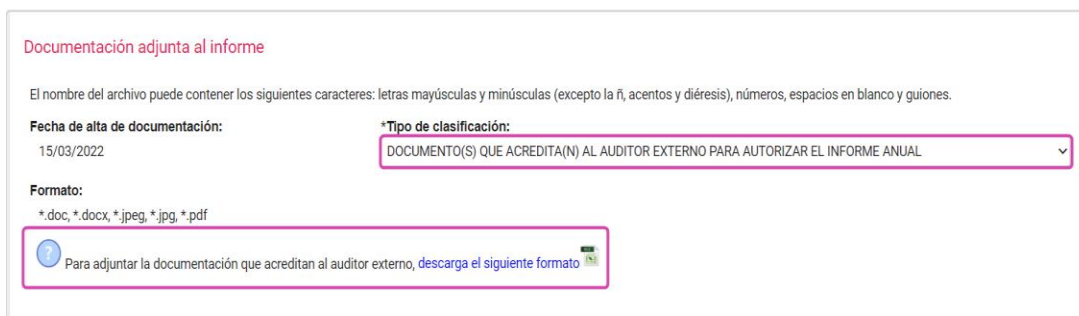 Documentación adjunta al informe
El nombre del archivo puede contener los siguientes caracteres: letras mayúsculas y minúsculas (excepto la ñ, acentos y diéresis), números, espacios en blanco y guiones.
Fecha de alta de documentación: *Tipo de clasificación:
15/03/2022 DOCUMENTO(S) QUE ACREDITA(N) AL AUDITOR EXTERNO PARA AUTORIZAR EL INFORME ANUAL
Formato:
*.doc, *.docx, *.jpeg, *.jpg, *.pdf
? Para adjuntar la documentación que acreditan al auditor externo, descarga el siguiente formato